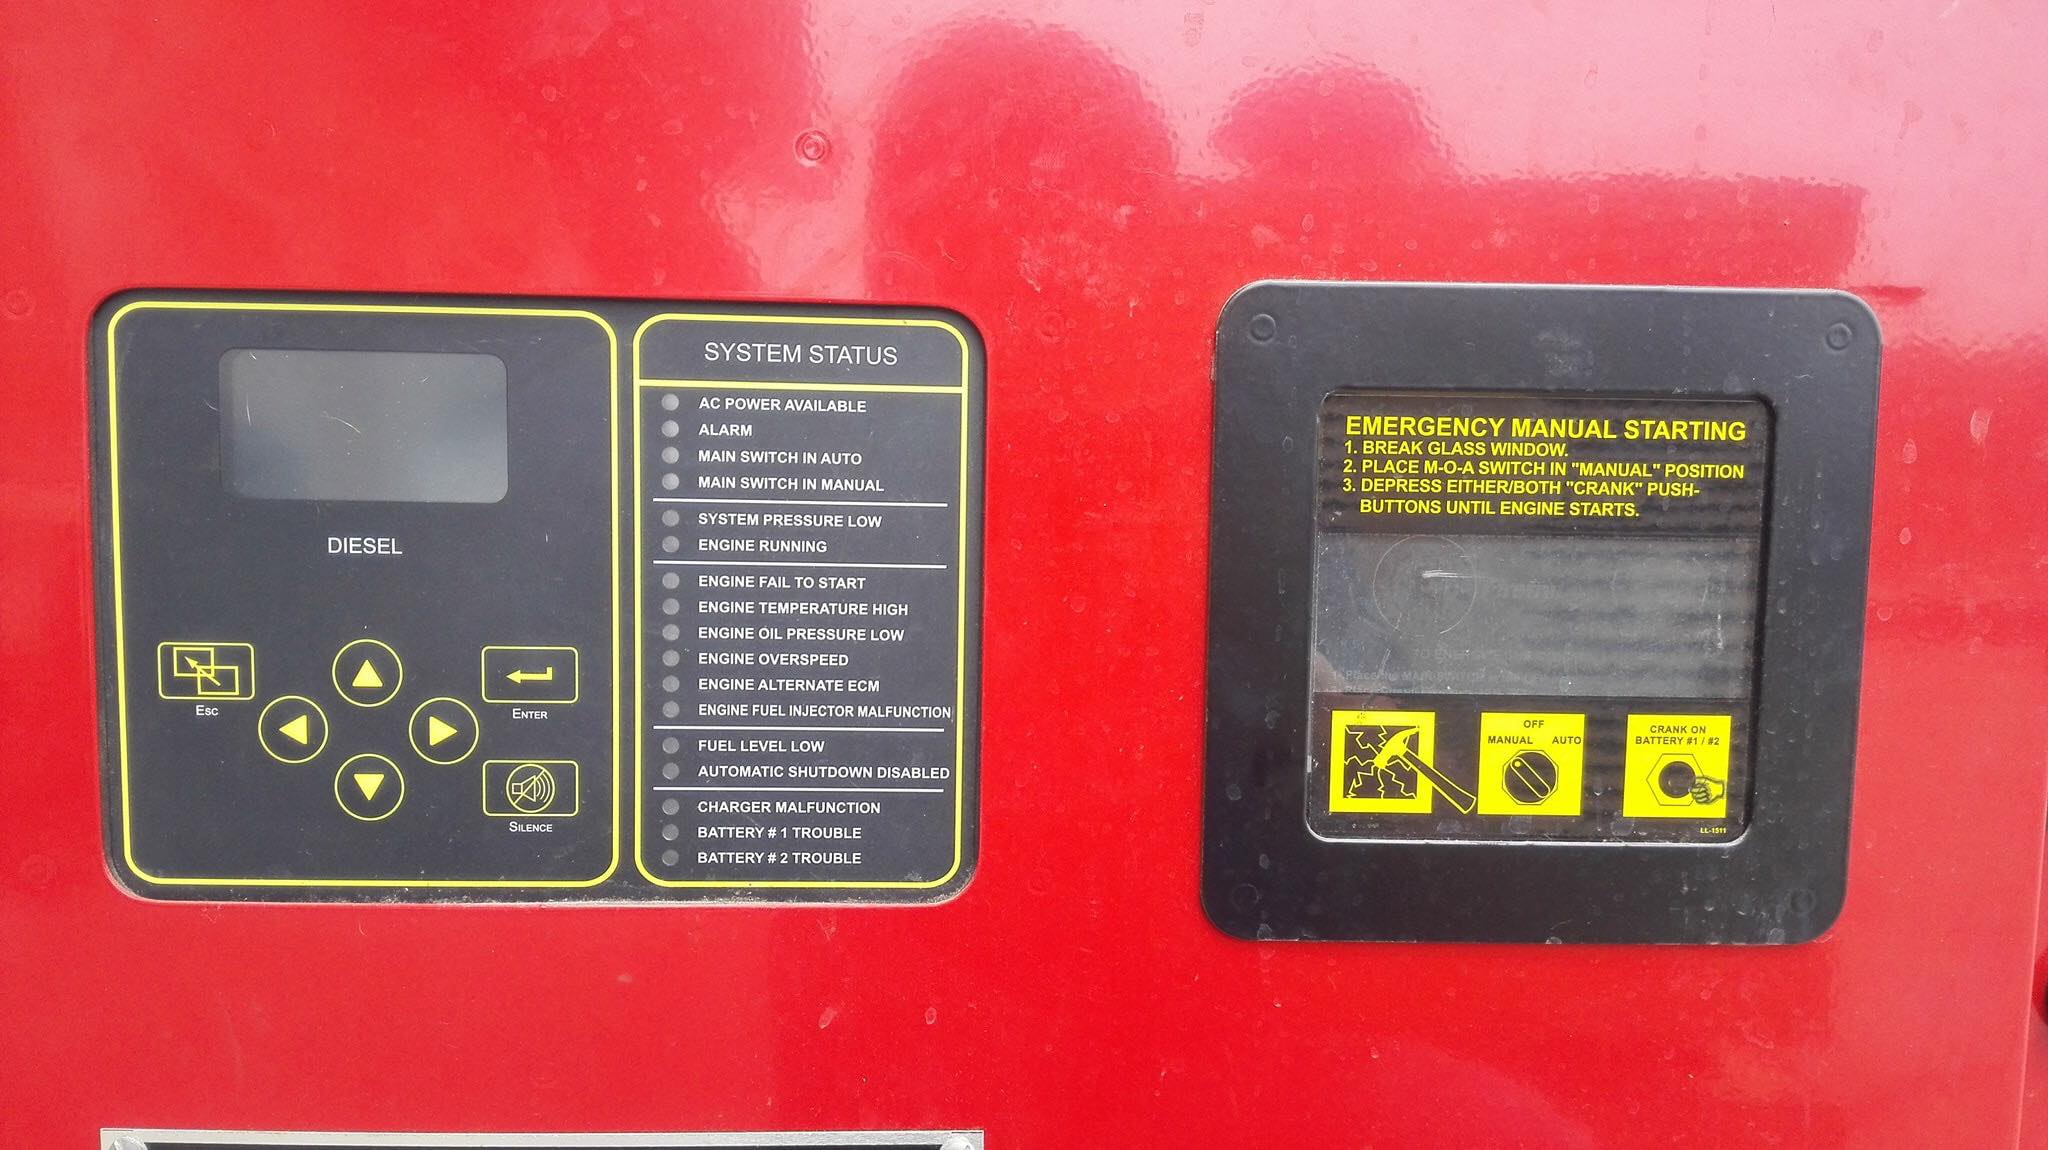 DIESEL
ESC
ENTER
SILENCE
SYSTEM STATUS
AC POWER AVAILABLE
ALARM
MAIN SWITCH IN AUTO
MAIN SWITCH IN MANUAL
SYSTEM PRESSURE LOW
ENGINE RUNNING
ENGINE FAIL TO START
ENGINE TEMPERATURE HIGH
ENGINE OIL PRESSURE LOW
ENGINE OVERSPEED
ENGINE ALTERNATE ECM
ENGINE FUEL INJECTOR MALFUNCTION
FUEL LEVEL LOW
AUTOMATIC SHUTDOWN DISABLED
CHARGER MALFUNCTION
BATTERY # 1 TROUBLE
BATTERY # 2 TROUBLE
EMERGENCY MANUAL STARTING
1. BREAK GLASS WINDOW.
2. PLACE M-O-A SWITCH IN "MANUAL" POSITION
3. DEPRESS EITHER/BOTH "CRANK" PUSH-
BUTTONS UNTIL ENGINE STARTS.
OFF
MANUAL AUTO
CRANK ON
BATTERY #1 / #2
LL-1511